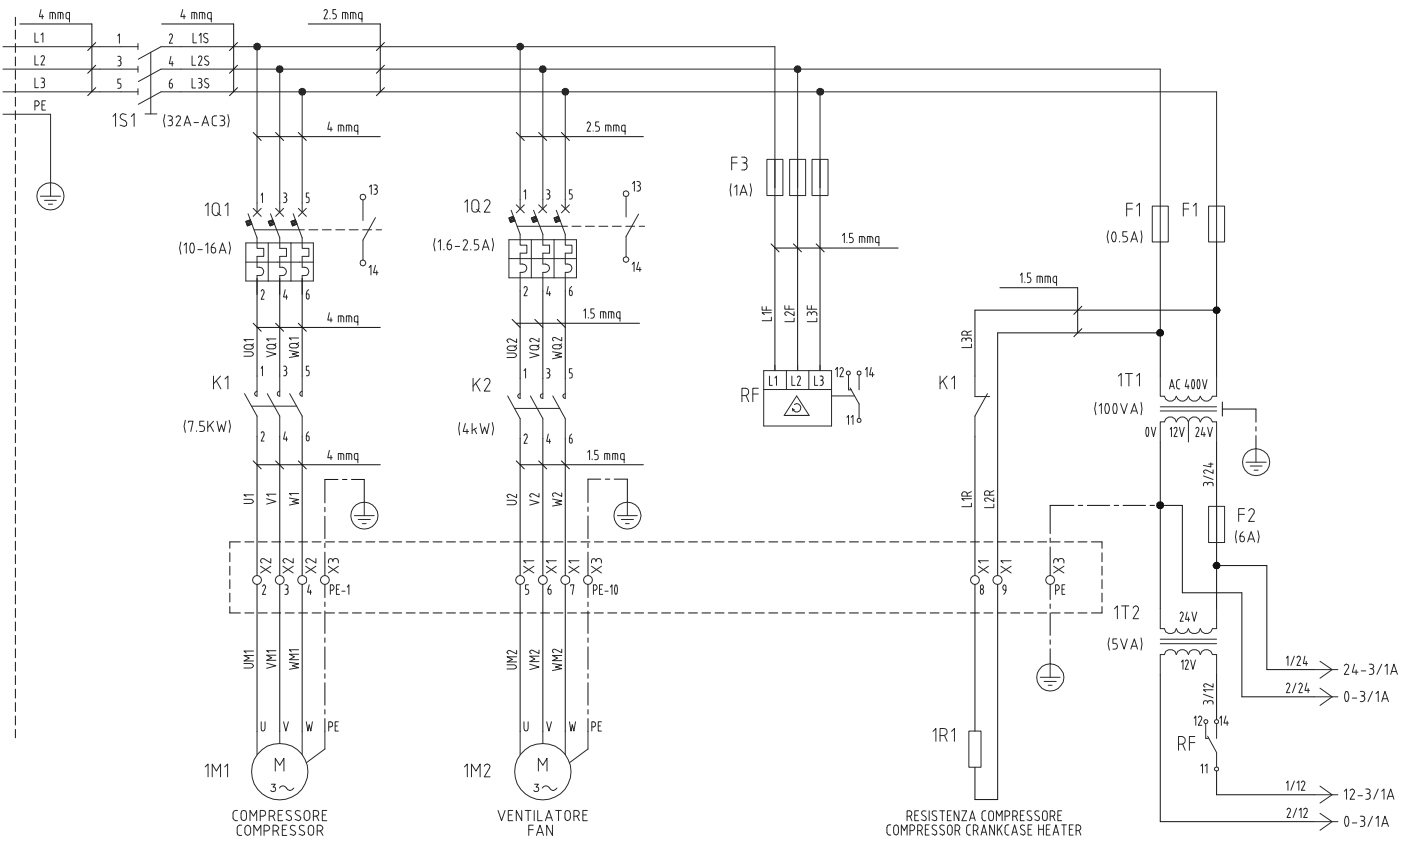 4 mmq 4 mmq 2.5 mmq
L1 1 2 L1S
L2 3 4 L2S
L3 5 6 L3S
PE
1S1 (32A-AC3)
4 mmq 2.5 mmq
F3
(1A)
1 3 5 13
1Q1
(10-16A)
14
2 4 6
1 3 5 13
1Q2
(1.6-2.5A)
14
2 4 6
1.5 mmq
F1 F1
(0.5A)
1.5 mmq
4 mmq 1.5 mmq
UQ1 VQ1 WQ1
UQ2 VQ2 WQ2
L1F L2F L3F
L3R
1 3 5
K1
(7.5KW)
2 4 6
1 3 5
K2
(4kW)
2 4 6
L1 L2 L3
RF
12 14
11
K1
1T1 AC 400V
(100VA)
0V 12V 24V
4 mmq 1.5 mmq
U1 V1 W1
U2 V2 W2
L1R L2R
3/24
F2
(6A)
X2 X2 X2 X3
2 3 4 PE-1
X1 X1 X1 X3
5 6 7 PE-10
X1 X1 X3
8 9 PE
1T2 24V
(5VA)
12V
UM1 VM1 WM1
UM2 VM2 WM2
1/24 24-3/1A
2/24 0-3/1A
3/12
U V W PE
U V W PE
12 14
RF
11
1M1 M
3~
1M2 M
3~
1R1
1/12 12-3/1A
2/12 0-3/1A
COMPRESSORE
COMPRESSOR
VENTILATORE
FAN
RESISTENZA COMPRESSORE
COMPRESSOR CRANKCASE HEATER